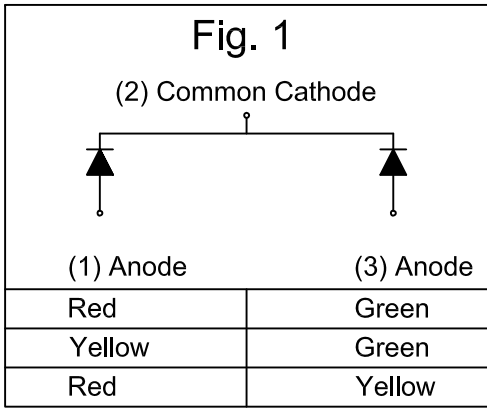 Fig. 1
(2) Common Cathode
(1) Anode (3) Anode
Red Green
Yellow Green
Red Yellow